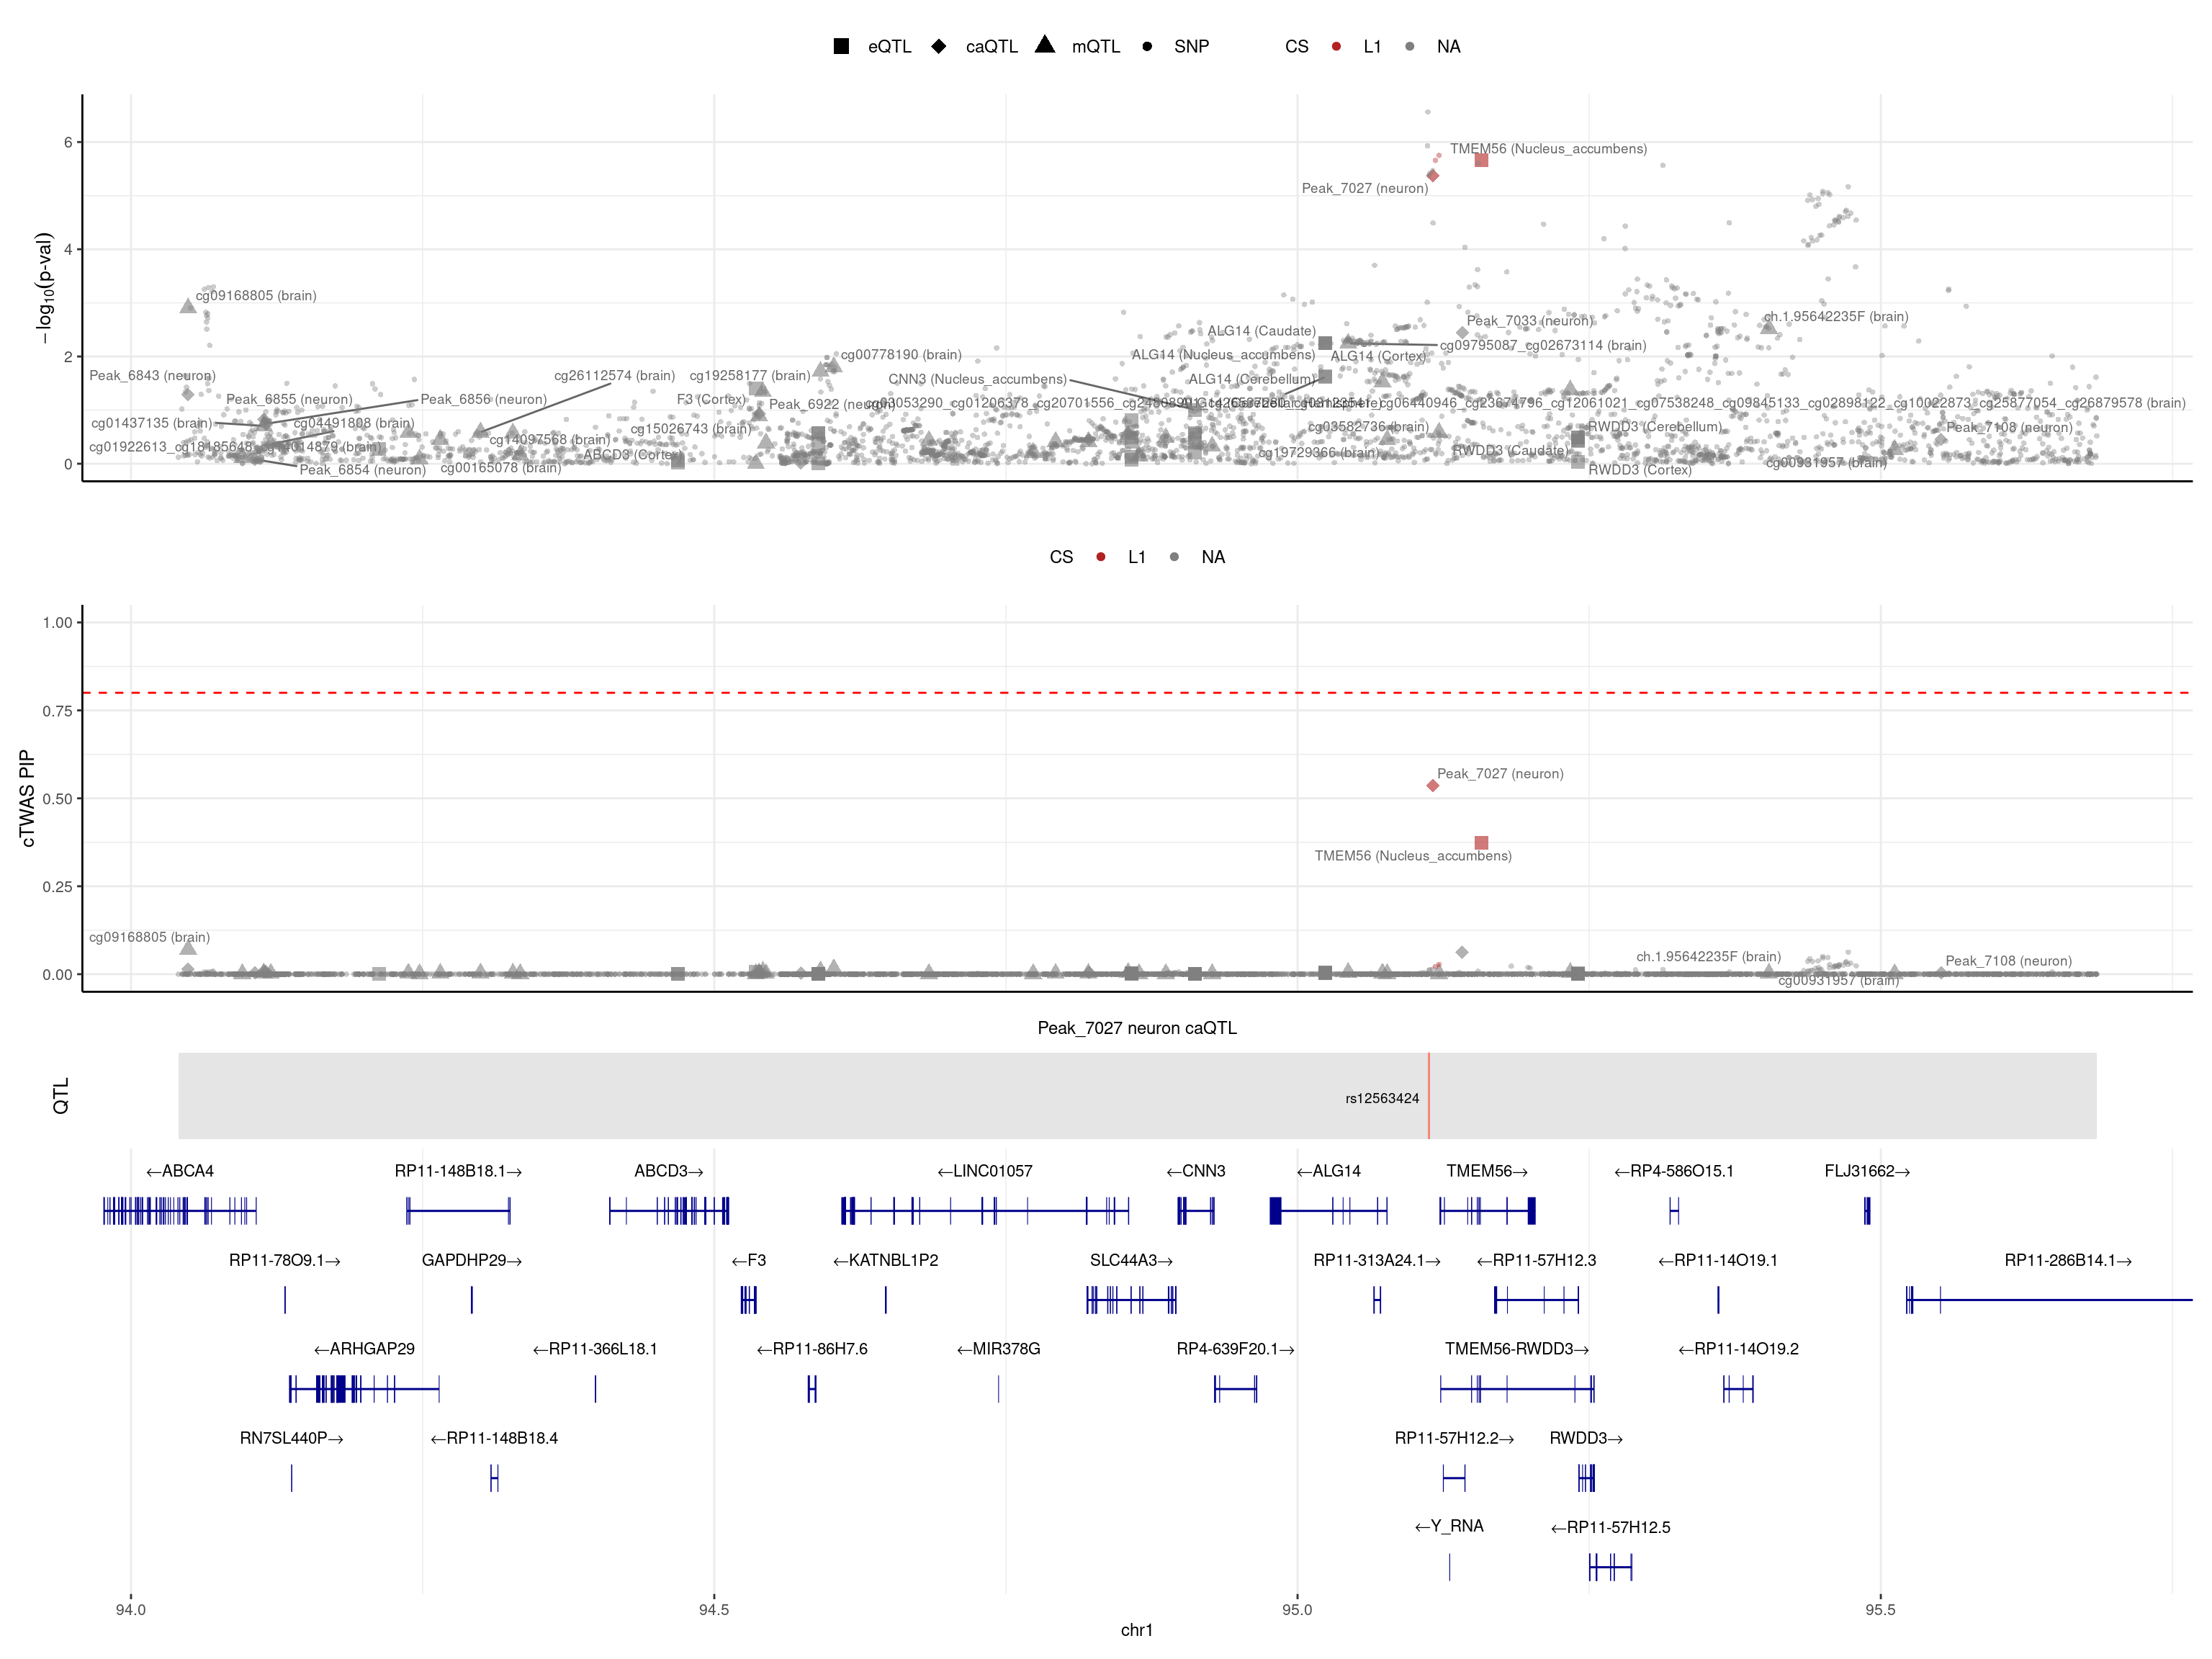 eQTL caQTL mQTL SNP CS L1 NA
−log10(p-val)
6
4
2
0
TMEM56 (Nucleus_accumbens)
Peak_7027 (neuron)
cg09168805 (brain)
Peak_7033 (neuron)
ch.1.95642235F (brain)
ALG14 (Caudate)
cg09795087_cg02673114 (brain)
ALG14 (Nucleus_accumbens)
ALG14 (Cortex)
cg00778190 (brain)
Peak_6843 (neuron)
cg26112574 (brain)
cg19258177 (brain)
CNN3 (Nucleus_accumbens)
ALG14 (Cerebellum)
Peak_6855 (neuron)
Peak_6856 (neuron)
F3 (Cortex)
Peak_6922 (neuron)
cg06440946_cg23674796_cg12061021_cg07538248_cg09845133_cg02898122_cg10022873_cg25877054_cg26879578 (brain)
cg01437135 (brain)
cg04491808 (brain)
cg15026743 (brain)
cg03582736 (brain)
RWDD3 (Cerebellum)
Peak_7108 (neuron)
cg14097568 (brain)
ABCD3 (Cortex)
cg19729366 (brain)
RWDD3 (Caudate)
cg00931957 (brain)
Peak_6854 (neuron)
cg00165078 (brain)
RWDD3 (Cortex)
CS L1 NA
cTWAS PIP
1.00
0.75
0.50
0.25
0.00
Peak_7027 (neuron)
TMEM56 (Nucleus_accumbens)
cg09168805 (brain)
ch.1.95642235F (brain)
Peak_7108 (neuron)
cg00931957 (brain)
Peak_7027 neuron caQTL
QTL
rs12563424
←ABCA4 RP11-148B18.1→ ABCD3→ ←LINC01057 ←CNN3 ←ALG14 TMEM56→ ←RP4-586O15.1 FLJ31662→
RP11-78O9.1→ GAPDHP29→ ←F3 ←KATNBL1P2 SLC44A3→ RP11-313A24.1→ ←RP11-57H12.3 ←RP11-14O19.1 RP11-286B14.1→
←ARHGAP29 ←RP11-366L18.1 ←RP11-86H7.6 ←MIR378G RP4-639F20.1→ TMEM56-RWDD3→ ←RP11-14O19.2
RN7SL440P→ ←RP11-148B18.4 RP11-57H12.2→ RWDD3→
←Y_RNA ←RP11-57H12.5
94.0 94.5 95.0 95.5
chr1